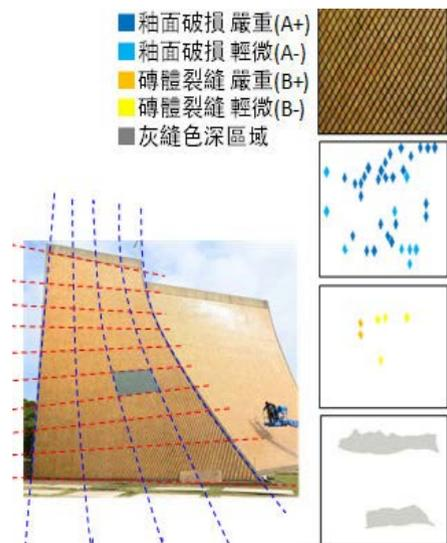 釉面破損 嚴重(A+)
釉面破損 輕微(A-)
磚體裂縫 嚴重(B+)
磚體裂縫 輕微(B-)
灰縫色深區域